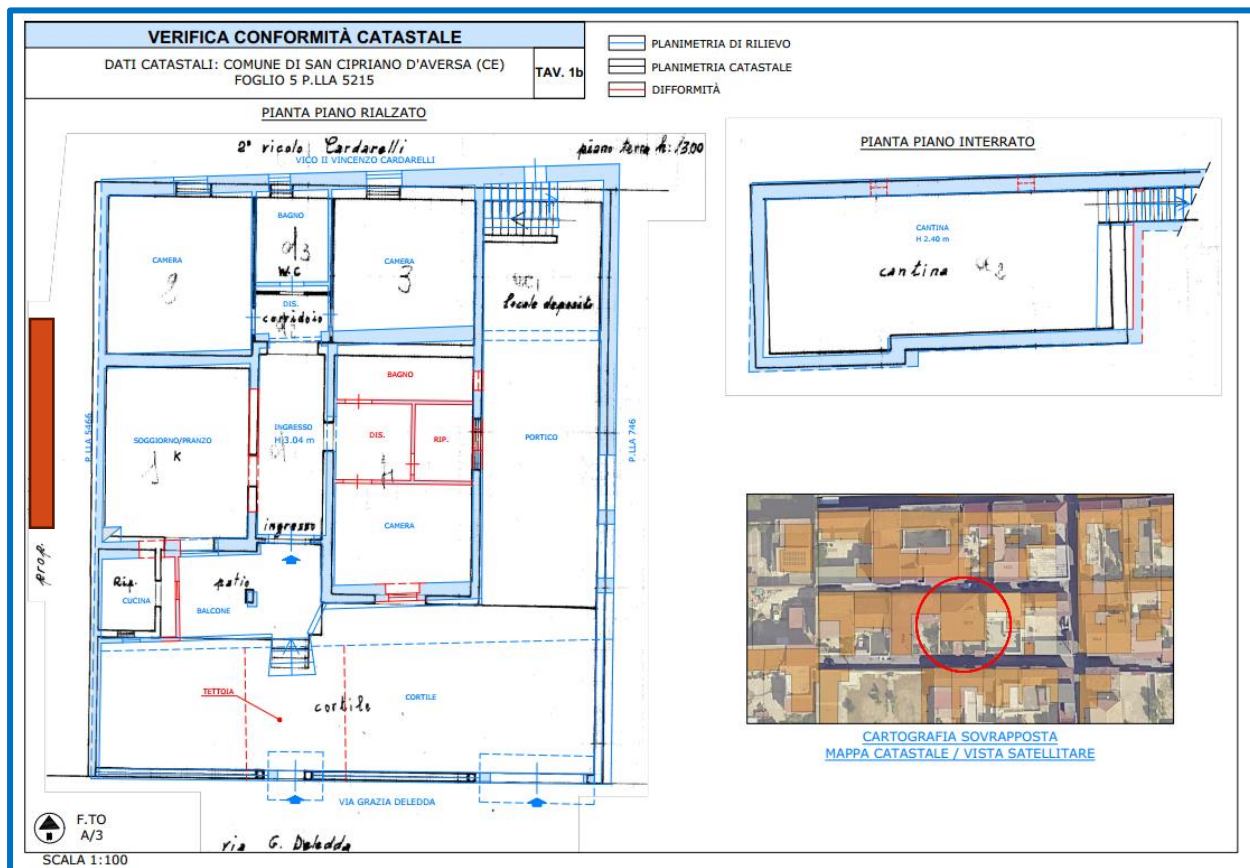 VERIFICA CONFORMITÀ CATASTALE
DATI CATASTALI: COMUNE DI SAN CIPRIANO D'AVERSA (CE)
FOGLIO 5 P.LLA 5215
TAV. 1b
PLANIMETRIA DI RILIEVO
PLANIMETRIA CATASTALE
DIFFORMITÀ
PIANTA PIANO RIALZATO
2° vicolo Cardarelli
piano terra h: 3.00
VICO II VINCENZO CARDARELLI
BAGNO
W.C
CAMERA
2
CAMERA
3
DIS.
corridoio
locale deposito
BAGNO
SOGGIORNO/PRANZO
K
INGRESSO
H 3.04 m
DIS.
RIP.
PORTICO
P.LLA 5466
P.LLA 746
CAMERA
ingresso
prop.
Rip.
CUCINA
patio
BALCONE
TETTOIA
cortile
CORTILE
VIA GRAZIA DELEDDA
via G. Deledda
F.TO
A/3
SCALA 1:100
PIANTA PIANO INTERRATO
CANTINA
H 2.40 m
cantina
CARTOGRAFIA SOVRAPPOSTA
MAPPA CATASTALE / VISTA SATELLITARE